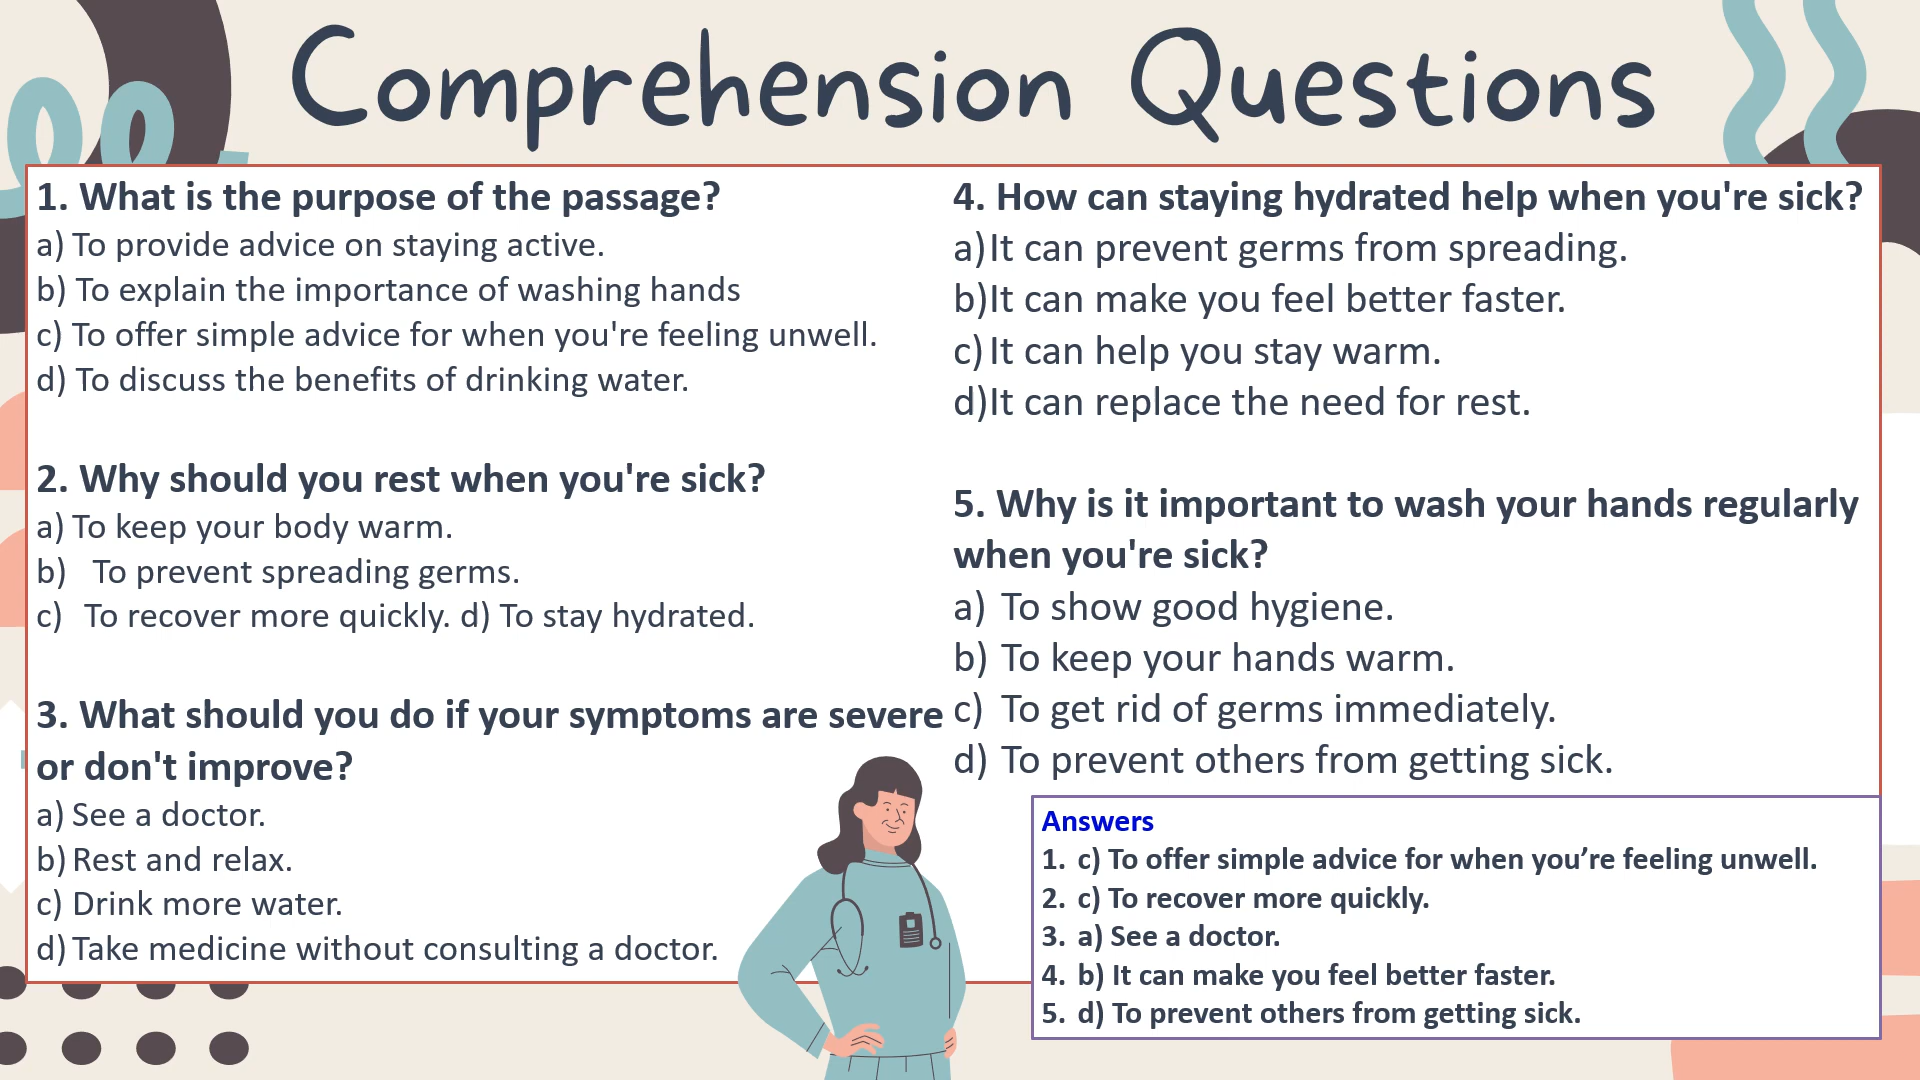 Comprehension Questions
1. What is the purpose of the passage?
a) To provide advice on staying active.
b) To explain the importance of washing hands
c) To offer simple advice for when you're feeling unwell.
d) To discuss the benefits of drinking water.
2. Why should you rest when you're sick?
a) To keep your body warm.
b) To prevent spreading germs.
c) To recover more quickly. d) To stay hydrated.
3. What should you do if your symptoms are severe
or don't improve?
a) See a doctor.
b) Rest and relax.
c) Drink more water.
d) Take medicine without consulting a doctor.
4. How can staying hydrated help when you're sick?
a)It can prevent germs from spreading.
b)It can make you feel better faster.
c) It can help you stay warm.
d)It can replace the need for rest.
5. Why is it important to wash your hands regularly
when you're sick?
a) To show good hygiene.
b) To keep your hands warm.
c) To get rid of germs immediately.
d) To prevent others from getting sick.
Answers
1. c) To offer simple advice for when you’re feeling unwell.
2. c) To recover more quickly.
3. a) See a doctor.
4. b) It can make you feel better faster.
5. d) To prevent others from getting sick.